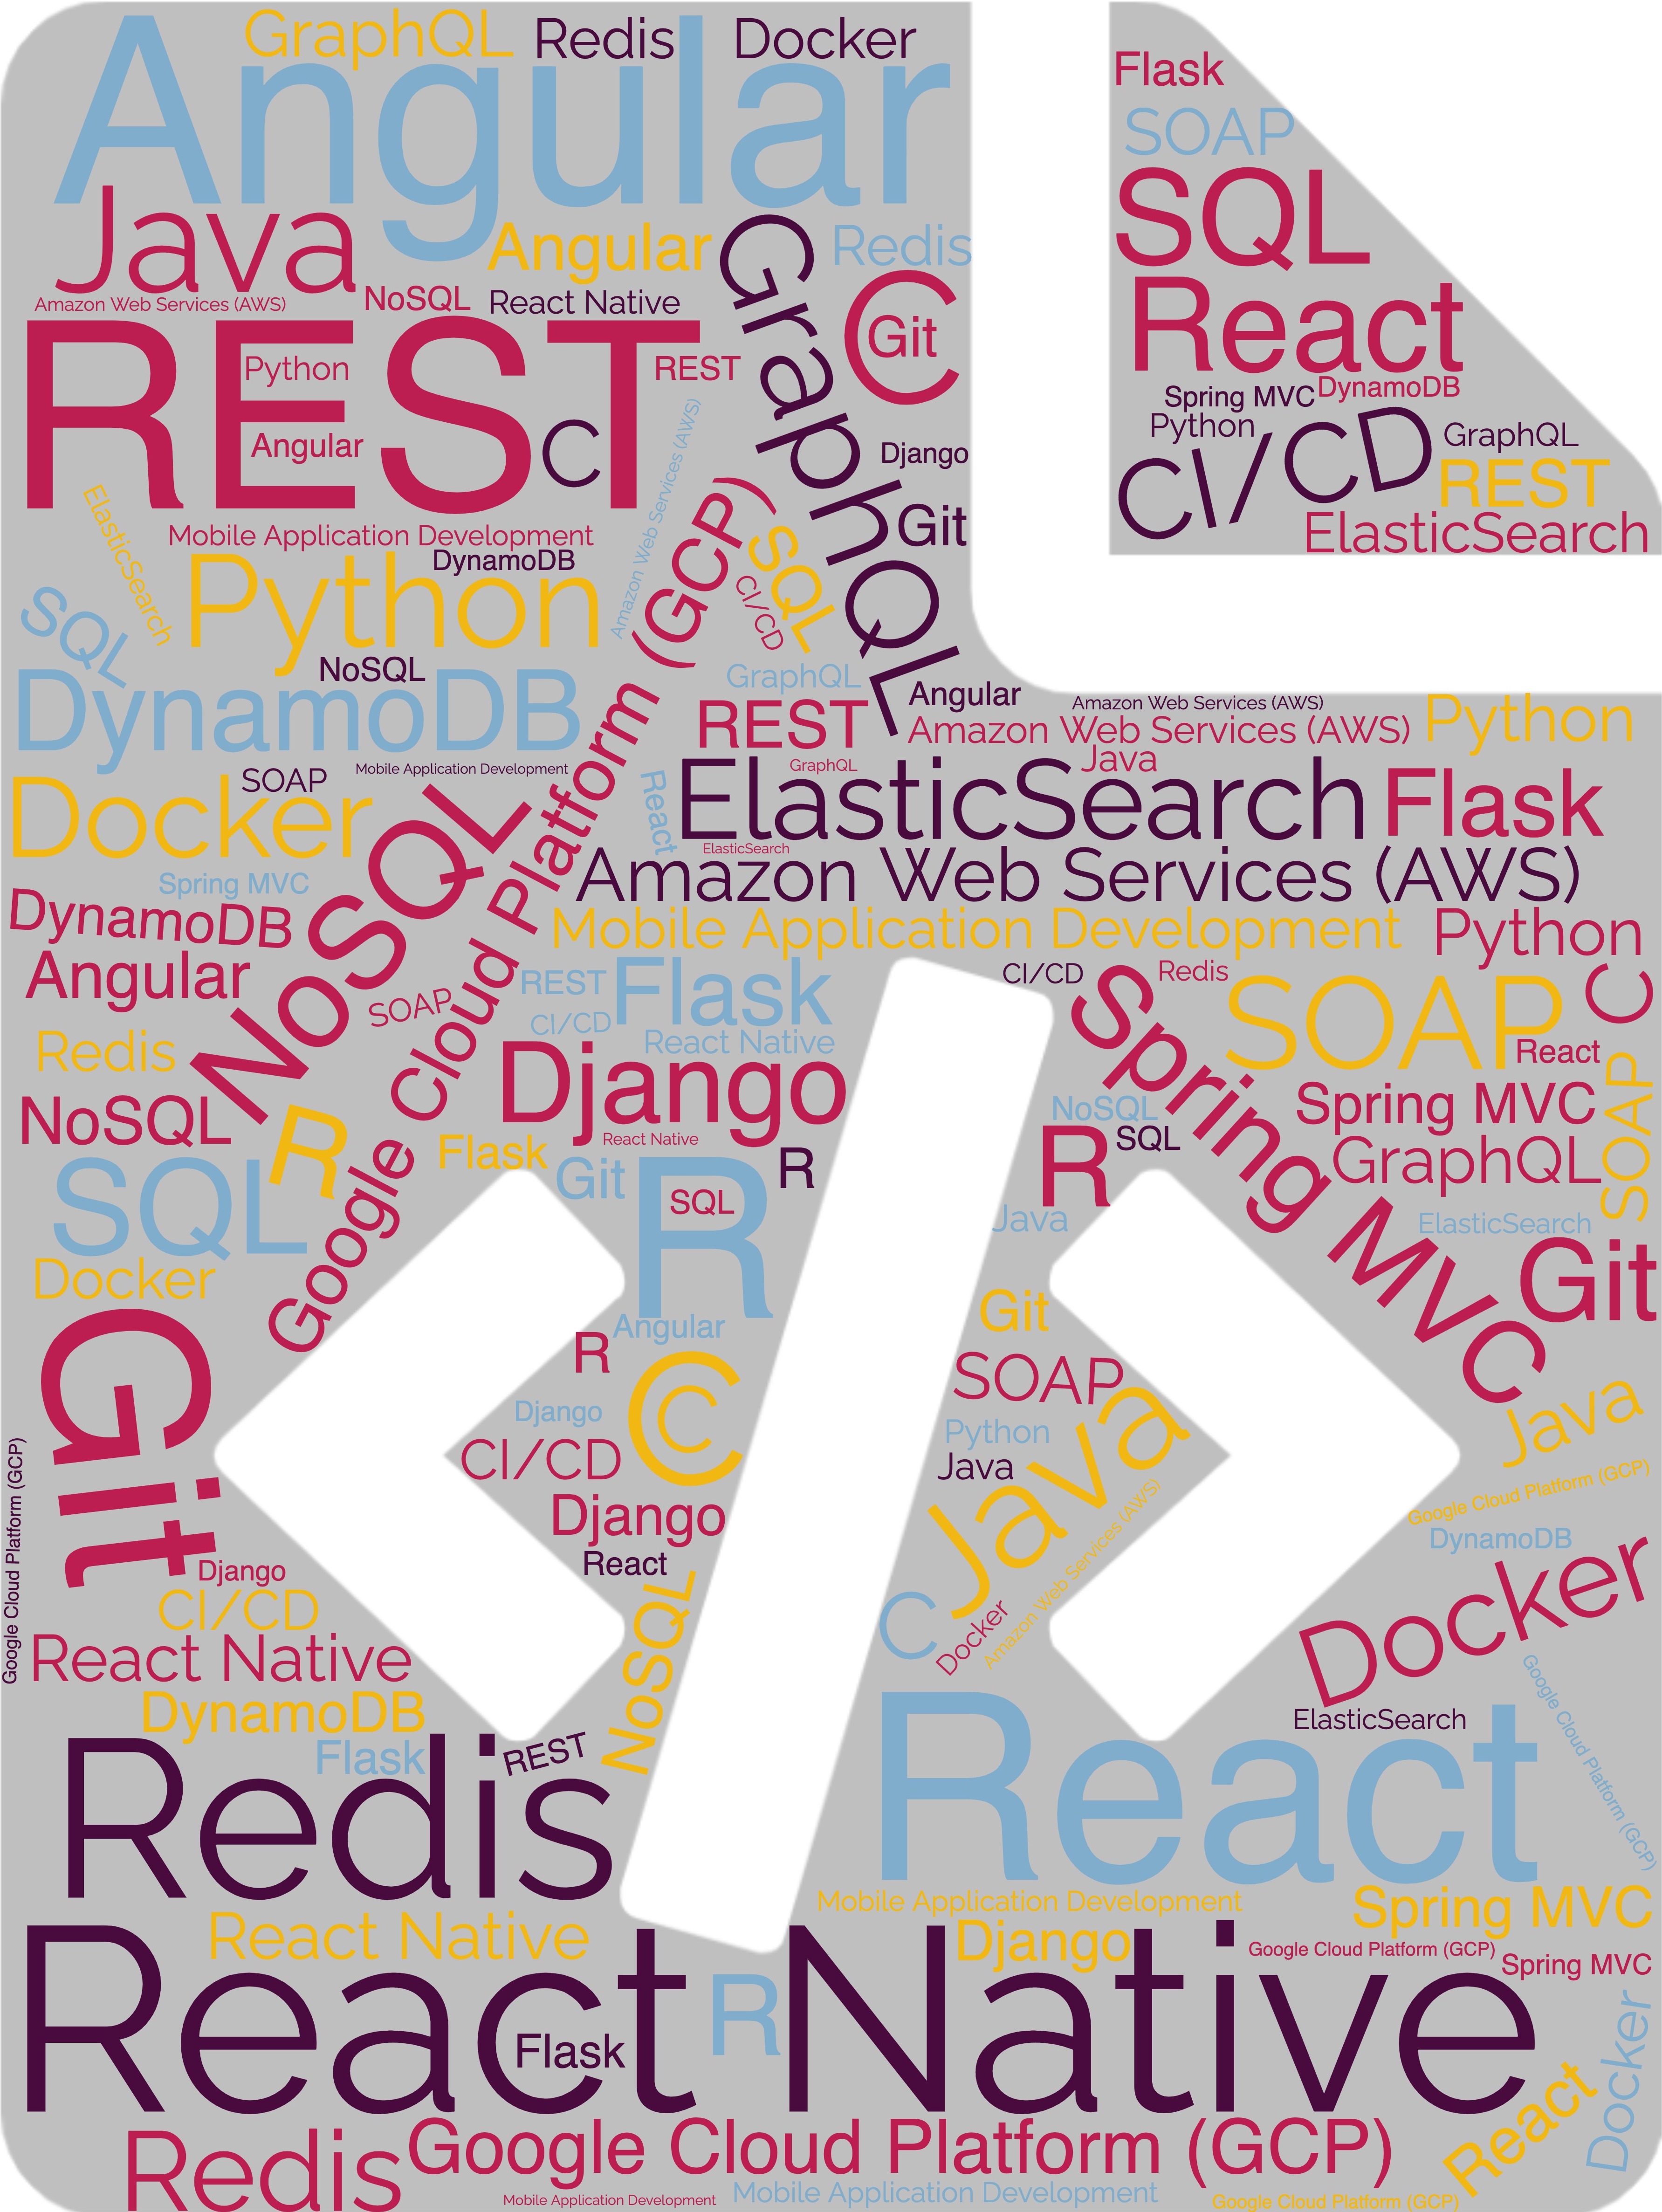 GraphQL
Redis
Docker
Angular
Flask
SOAP
SQL
React
Spring MVC
DynamoDB
Python
CI/CD
GraphQL
REST
ElasticSearch
Java
Angular
GraphQL
Redis
Amazon Web Services (AWS)
NoSQL
React Native
C
Git
REST
Python
REST
Angular
C
Django
Amazon Web Services (AWS)
Git
ElasticSearch
Mobile Application Development
DynamoDB
Python
Google Cloud Platform (GCP)
SQL
CI/CD
SQL
NoSQL
DynamoDB
GraphQL
REST
Angular
Amazon Web Services (AWS)
Amazon Web Services (AWS)
Python
Java
SOAP
Mobile Application Development
GraphQL
Docker
NoSQL
React
ElasticSearch
Flask
ElasticSearch
Amazon Web Services (AWS)
Spring MVC
DynamoDB
Mobile Application Development
Python
Angular
SOAP
REST
Flask
CI/CD
CI/CD
Redis
Spring MVC
SOAP
C
React Native
Redis
Django
React
SOAP
NoSQL
R
NoSQL
R
SQL
Spring MVC
GraphQL
React Native
Flask
Git
R
SQL
R
SQL
Java
ElasticSearch
Docker
Git
Git
Angular
R
Git
C
C
Django
SOAP
Java
Java
CI/CD
Python
Java
Google Cloud Platform (GCP)
Google Cloud Platform (GCP)
Django
Amazon Web Services (AWS)
DynamoDB
Docker
React
Django
CI/CD
NoSQL
C
Docker
React Native
Google Cloud Platform (GCP)
DynamoDB
ElasticSearch
Flask
REST
Redis
React
Mobile Application Development
Spring MVC
React Native
Django
Google Cloud Platform (GCP)
Spring MVC
React Native
R
Flask
Docker
React
Redis
Google Cloud Platform (GCP)
Mobile Application Development
Mobile Application Development
Google Cloud Platform (GCP)